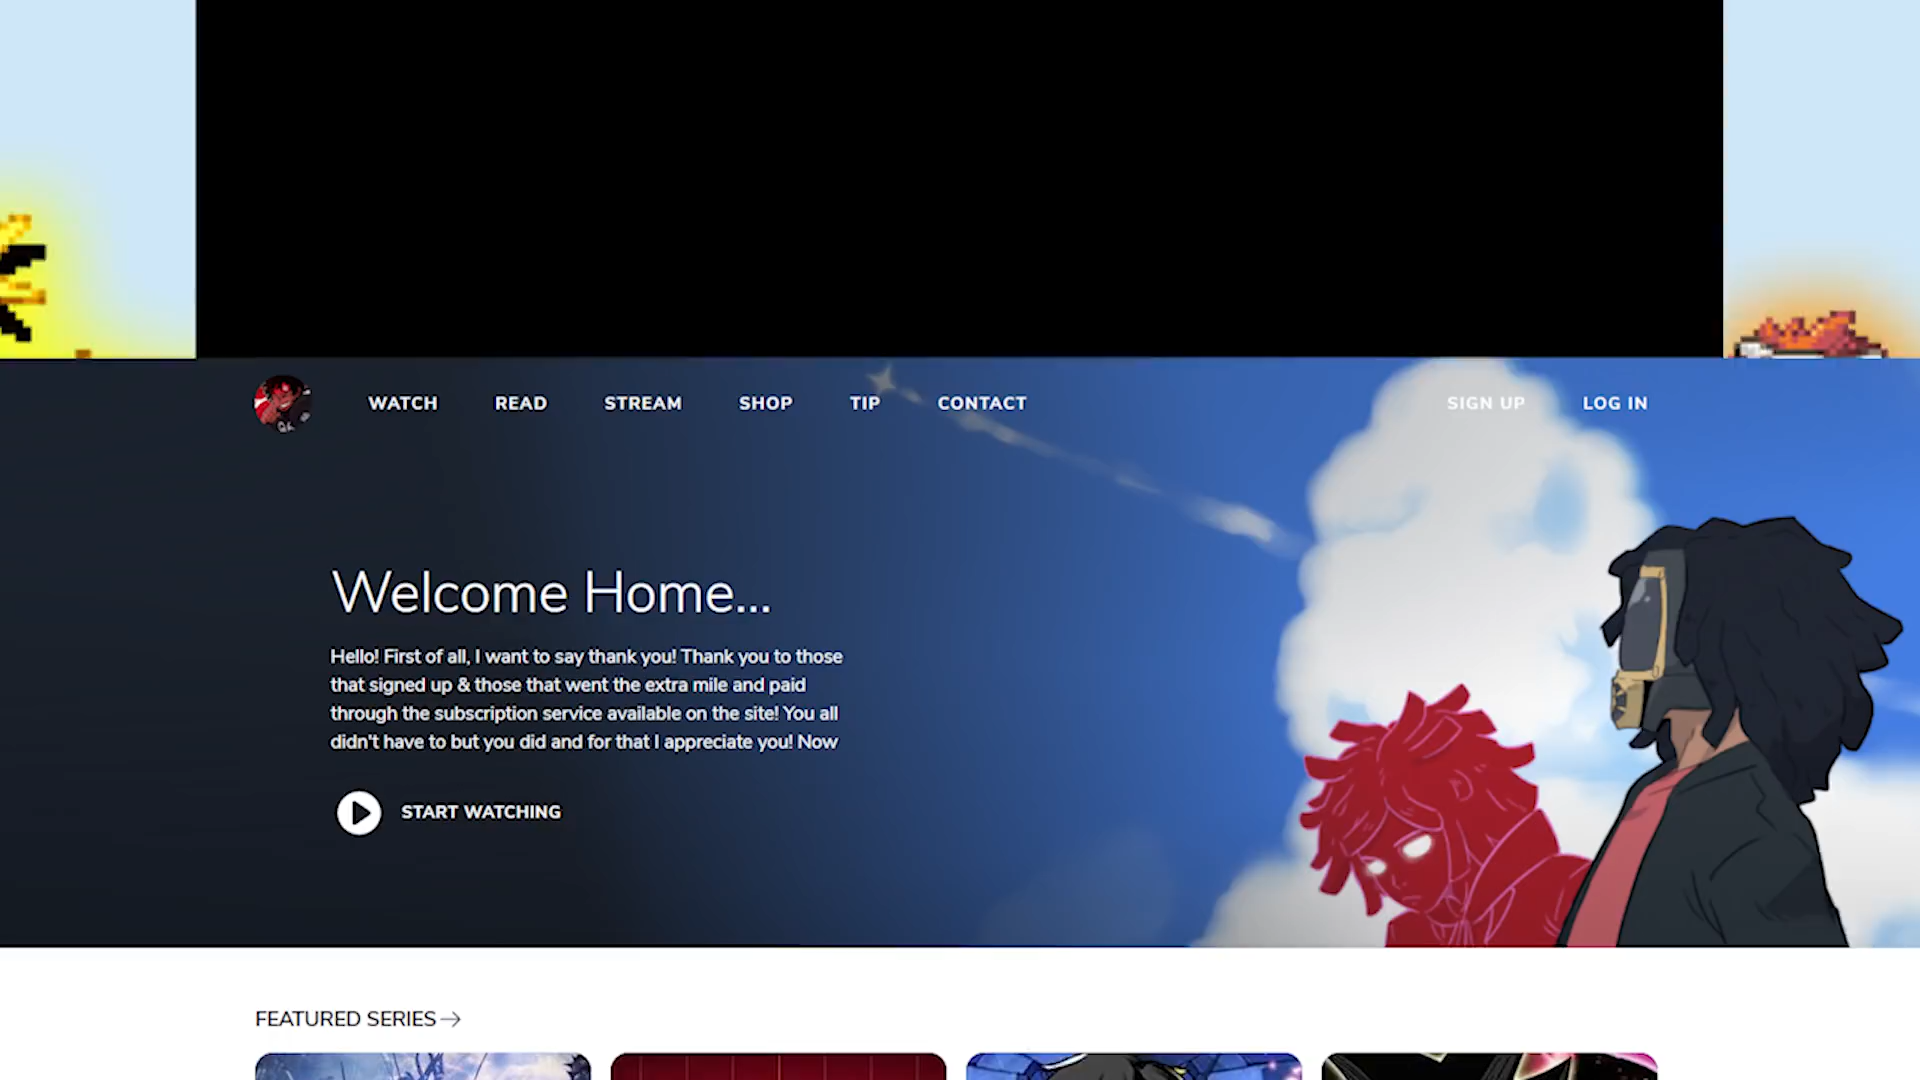 WATCH READ STREAM SHOP TIP CONTACT SIGN UP LOG IN
Welcome Home...
Hello! First of all, I want to say thank you! Thank you to those
that signed up & those that went the extra mile and paid
through the subscription service available on the site! You all
didn't have to but you did and for that I appreciate you! Now
START WATCHING
FEATURED SERIES